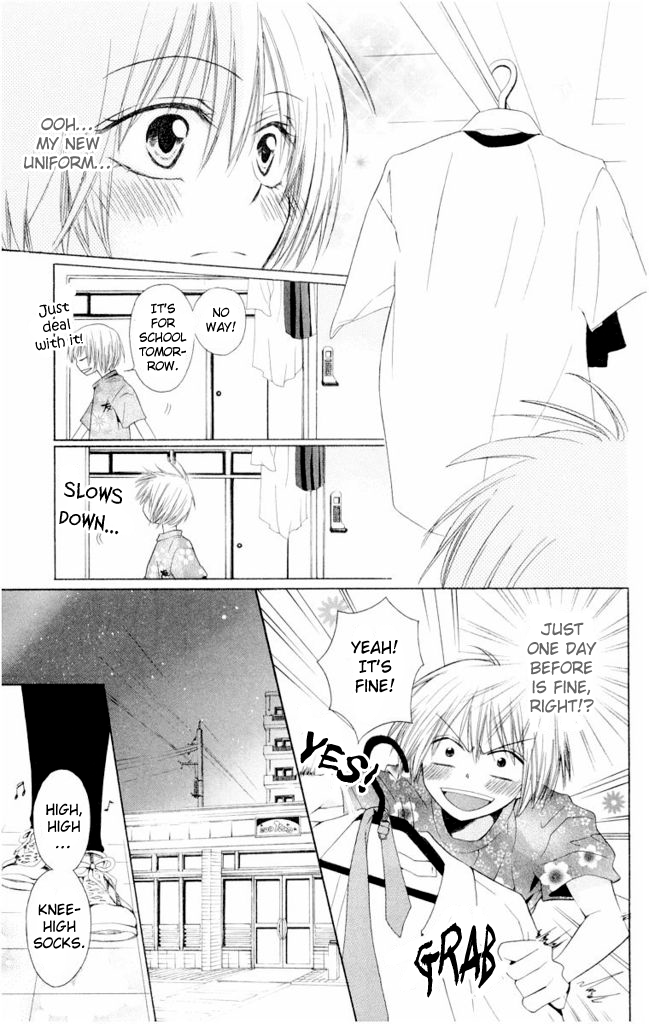 OOH...
MY NEW
UNIFORM...
NO
WAY!
IT'S
FOR
SCHOOL
TOMOR-
ROW.
Just
deal
with it!
SLOWS
DOWN...
JUST
ONE DAY
BEFORE
IS FINE,
RIGHT!?
YEAH!
IT'S
FINE!
YES!
GRAB
HIGH,
HIGH
...
KNEE-
HIGH
SOCKS.